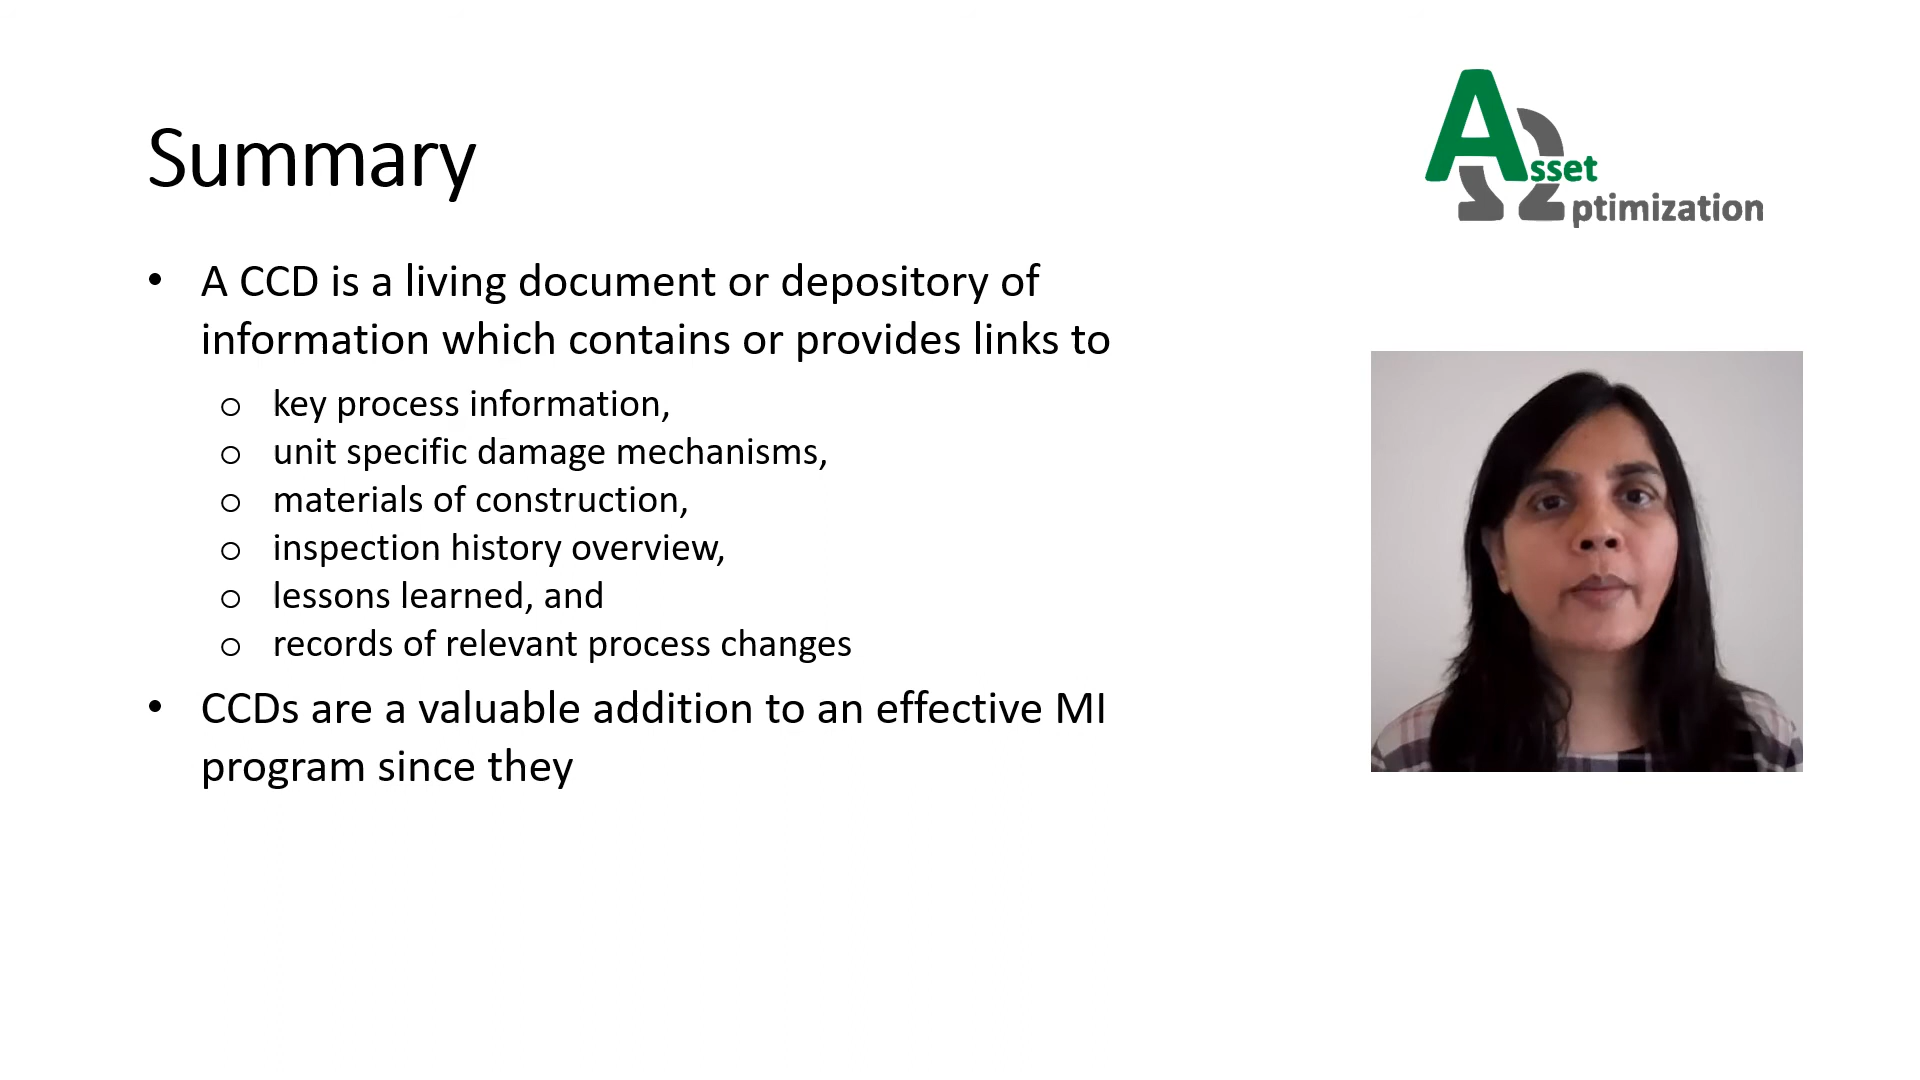 Summary
Asset
Ωptimization
• A CCD is a living document or depository of
information which contains or provides links to
o key process information,
o unit specific damage mechanisms,
o materials of construction,
o inspection history overview,
o lessons learned, and
o records of relevant process changes
• CCDs are a valuable addition to an effective MI
program since they